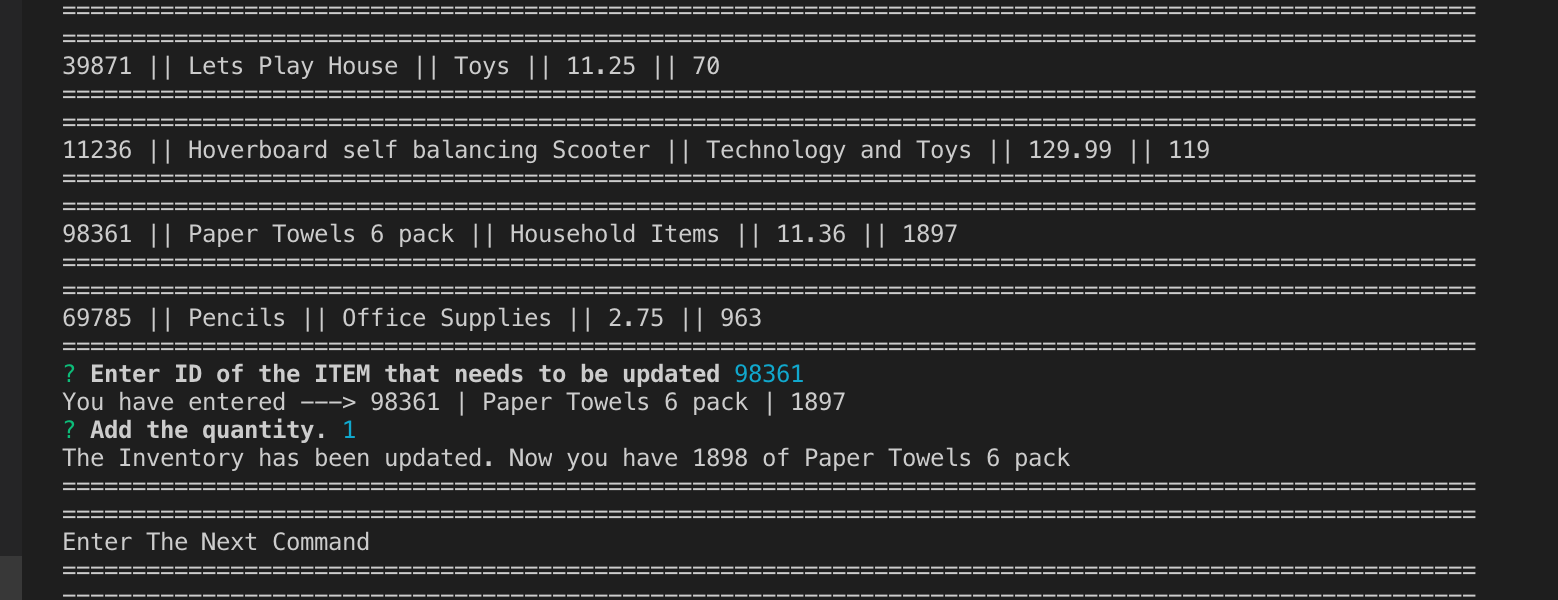 =====================================================================================================
=====================================================================================================
39871 || Lets Play House || Toys || 11.25 || 70
=====================================================================================================
=====================================================================================================
11236 || Hoverboard self balancing Scooter || Technology and Toys || 129.99 || 119
=====================================================================================================
=====================================================================================================
98361 || Paper Towels 6 pack || Household Items || 11.36 || 1897
=====================================================================================================
=====================================================================================================
69785 || Pencils || Office Supplies || 2.75 || 963
=====================================================================================================
? Enter ID of the ITEM that needs to be updated 98361
You have entered ---> 98361 | Paper Towels 6 pack | 1897
? Add the quantity. 1
The Inventory has been updated. Now you have 1898 of Paper Towels 6 pack
=====================================================================================================
=====================================================================================================
Enter The Next Command
=====================================================================================================
=====================================================================================================